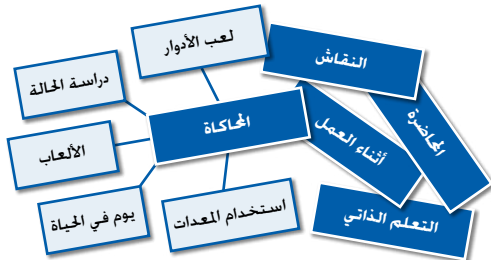 لعب الأدوار
النقاش
دراسة الحالة
المحاكاة
المحاضرة
أثناء العمل
الألعاب
يوم في الحياة
استخدام المعدات
التعلم الذاتي